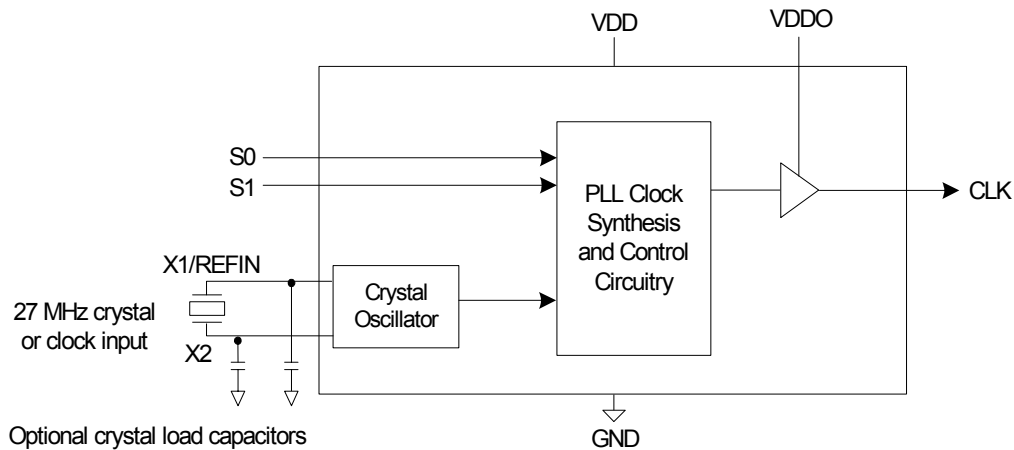 VDD
VDDO
S0
S1
PLL Clock
Synthesis
and Control
Circuitry
CLK
X1/REFIN
Crystal
Oscillator
27 MHz crystal
or clock input
X2
Optional crystal load capacitors
GND